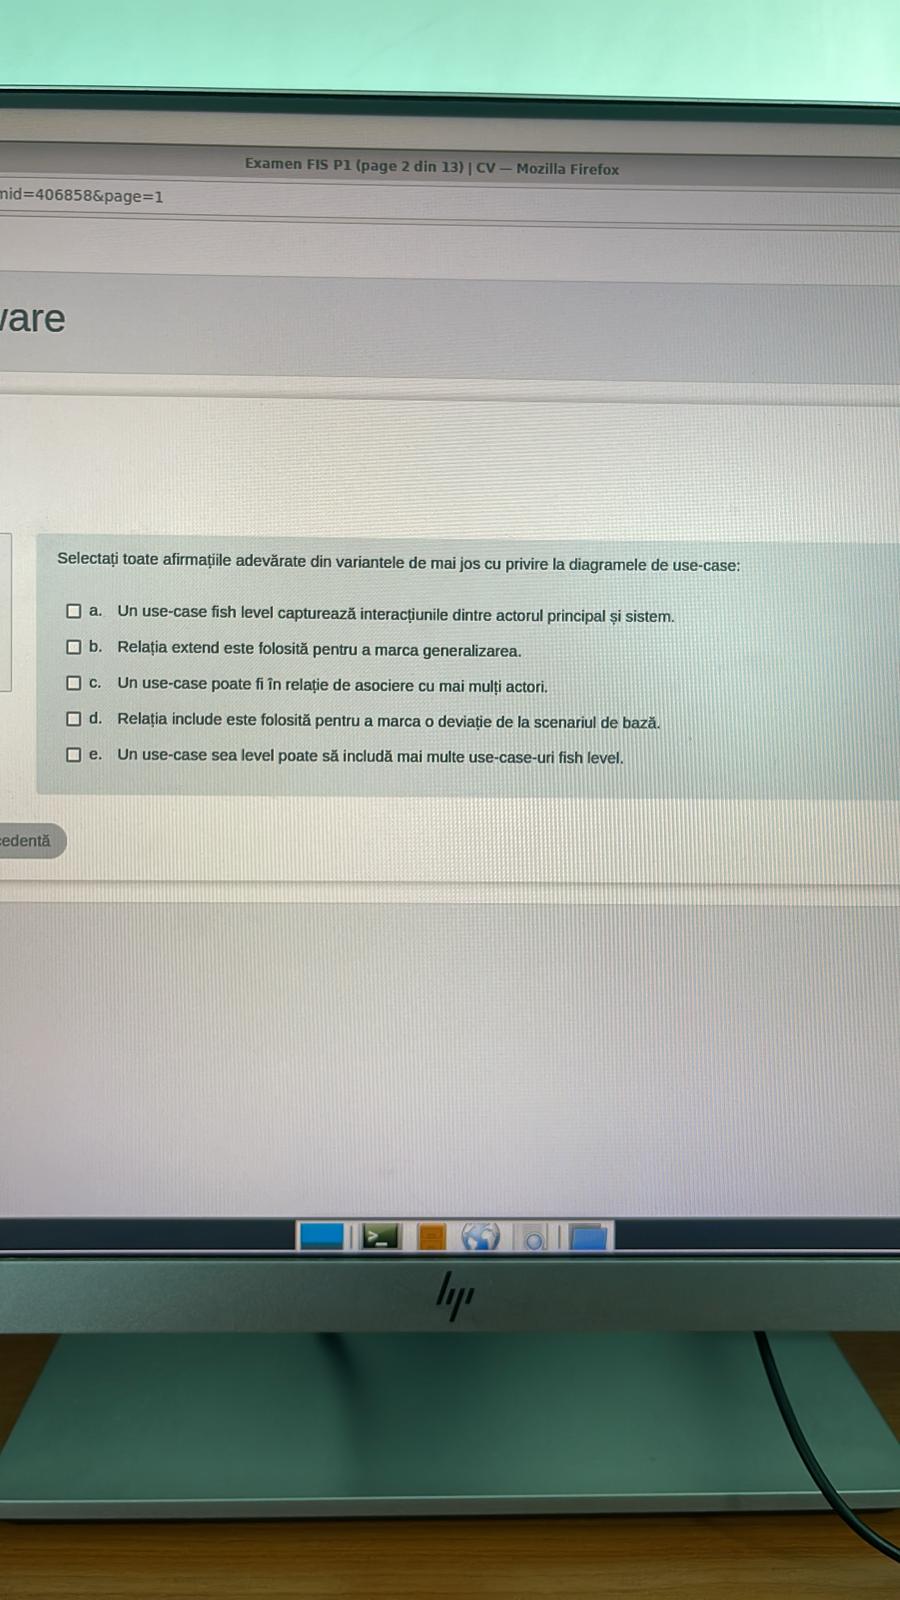 Examen FIS P1 (page 2 din 13) | CV — Mozilla Firefox
mid=406858&page=1
ware
Selectați toate afirmațiile adevărate din variantele de mai jos cu privire la diagramele de use-case:
a. Un use-case fish level capturează interacțiunile dintre actorul principal și sistem.
b. Relația extend este folosită pentru a marca generalizarea.
c. Un use-case poate fi în relație de asociere cu mai mulți actori.
d. Relația include este folosită pentru a marca o deviație de la scenariul de bază.
e. Un use-case sea level poate să includă mai multe use-case-uri fish level.
cedentă
hp